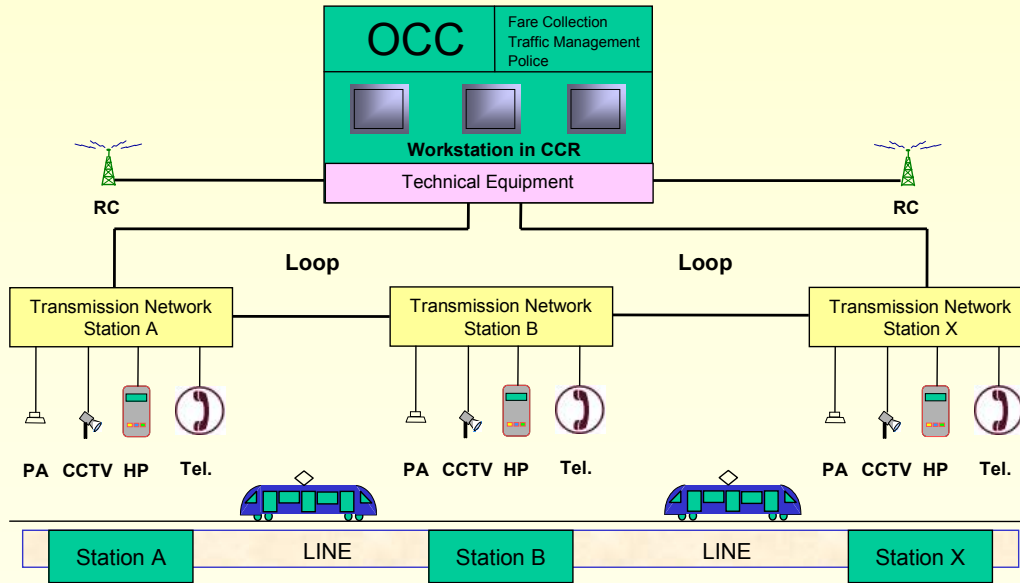 OCC
Fare Collection
Traffic Management
Police
Workstation in CCR
Technical Equipment
RC
RC
Loop
Loop
Transmission Network
Station A
Transmission Network
Station B
Transmission Network
Station X
PA CCTV HP Tel.
PA CCTV HP Tel.
PA CCTV HP Tel.
Station A
LINE
Station B
LINE
Station X